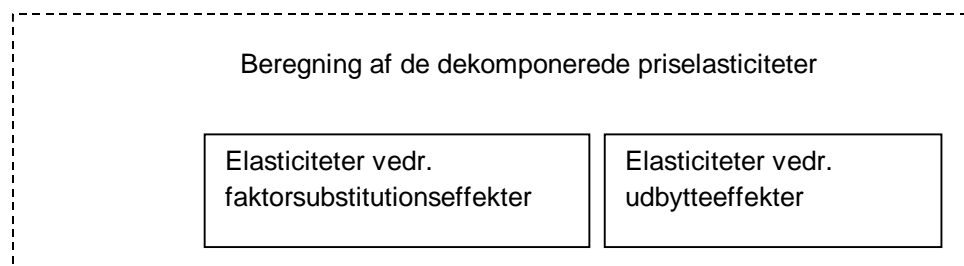 Beregning af de dekomponerede priselasticiteter
Elasticiteter vedr.
faktorsubstitutionseffekter
Elasticiteter vedr.
udbytteeffekter